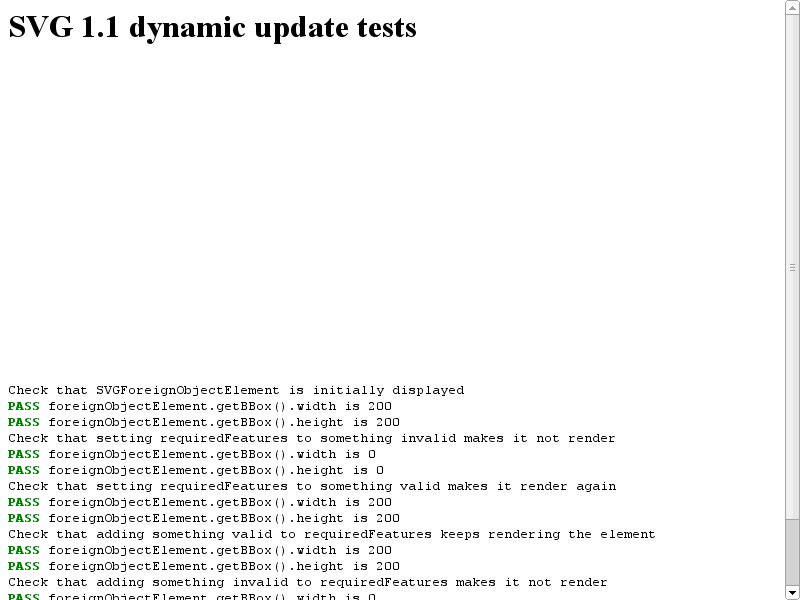 SVG 1.1 dynamic update tests
Check that SVGForeignObjectElement is initially displayed
PASS foreignObjectElement.getBBox().width is 200
PASS foreignObjectElement.getBBox().height is 200
Check that setting requiredFeatures to something invalid makes it not render
PASS foreignObjectElement.getBBox().width is 0
PASS foreignObjectElement.getBBox().height is 0
Check that setting requiredFeatures to something valid makes it render again
PASS foreignObjectElement.getBBox().width is 200
PASS foreignObjectElement.getBBox().height is 200
Check that adding something valid to requiredFeatures keeps rendering the element
PASS foreignObjectElement.getBBox().width is 200
PASS foreignObjectElement.getBBox().height is 200
Check that adding something invalid to requiredFeatures makes it not render
PASS foreignObjectElement.getBBox().width is 0